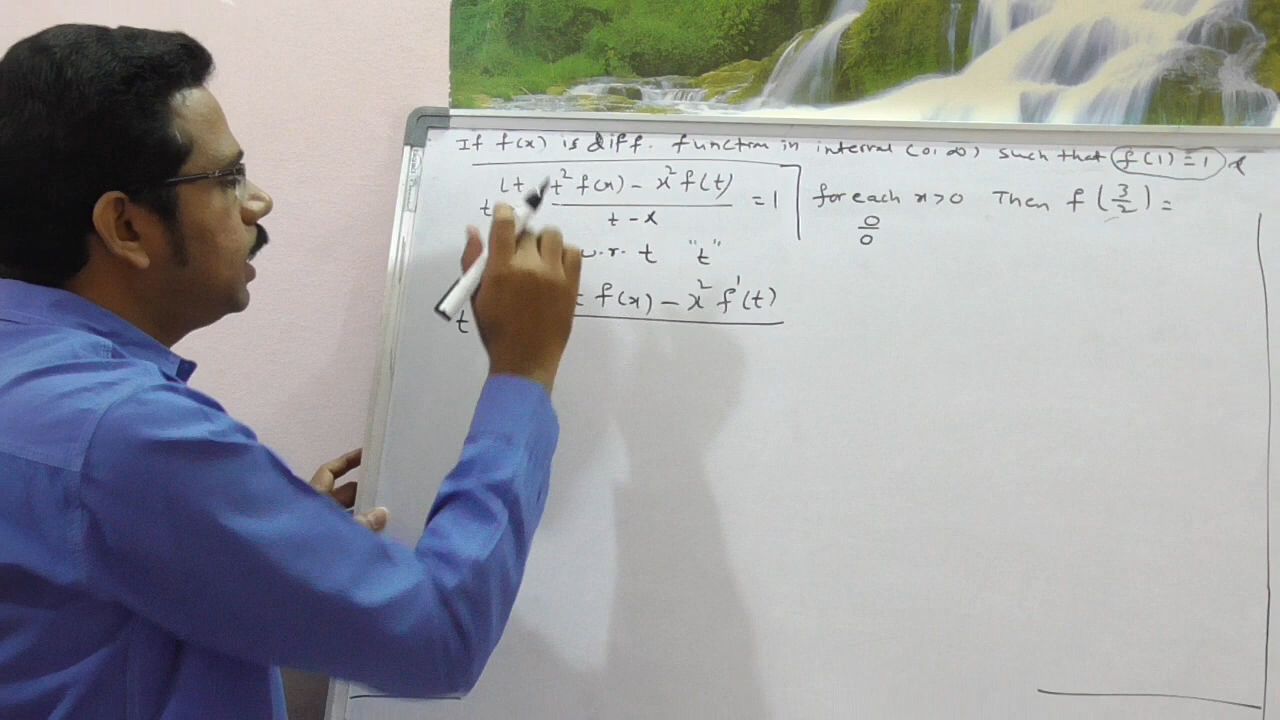 If f(x) is diff. function in interval (0, ∞) such that f(1) = 1 &
Lt t² f(x) – x² f(t) / t – x = 1 for each x > 0 Then f(3/2) =
t
0/0
w.r. t "t"
t f(x) – x² f'(t)
t